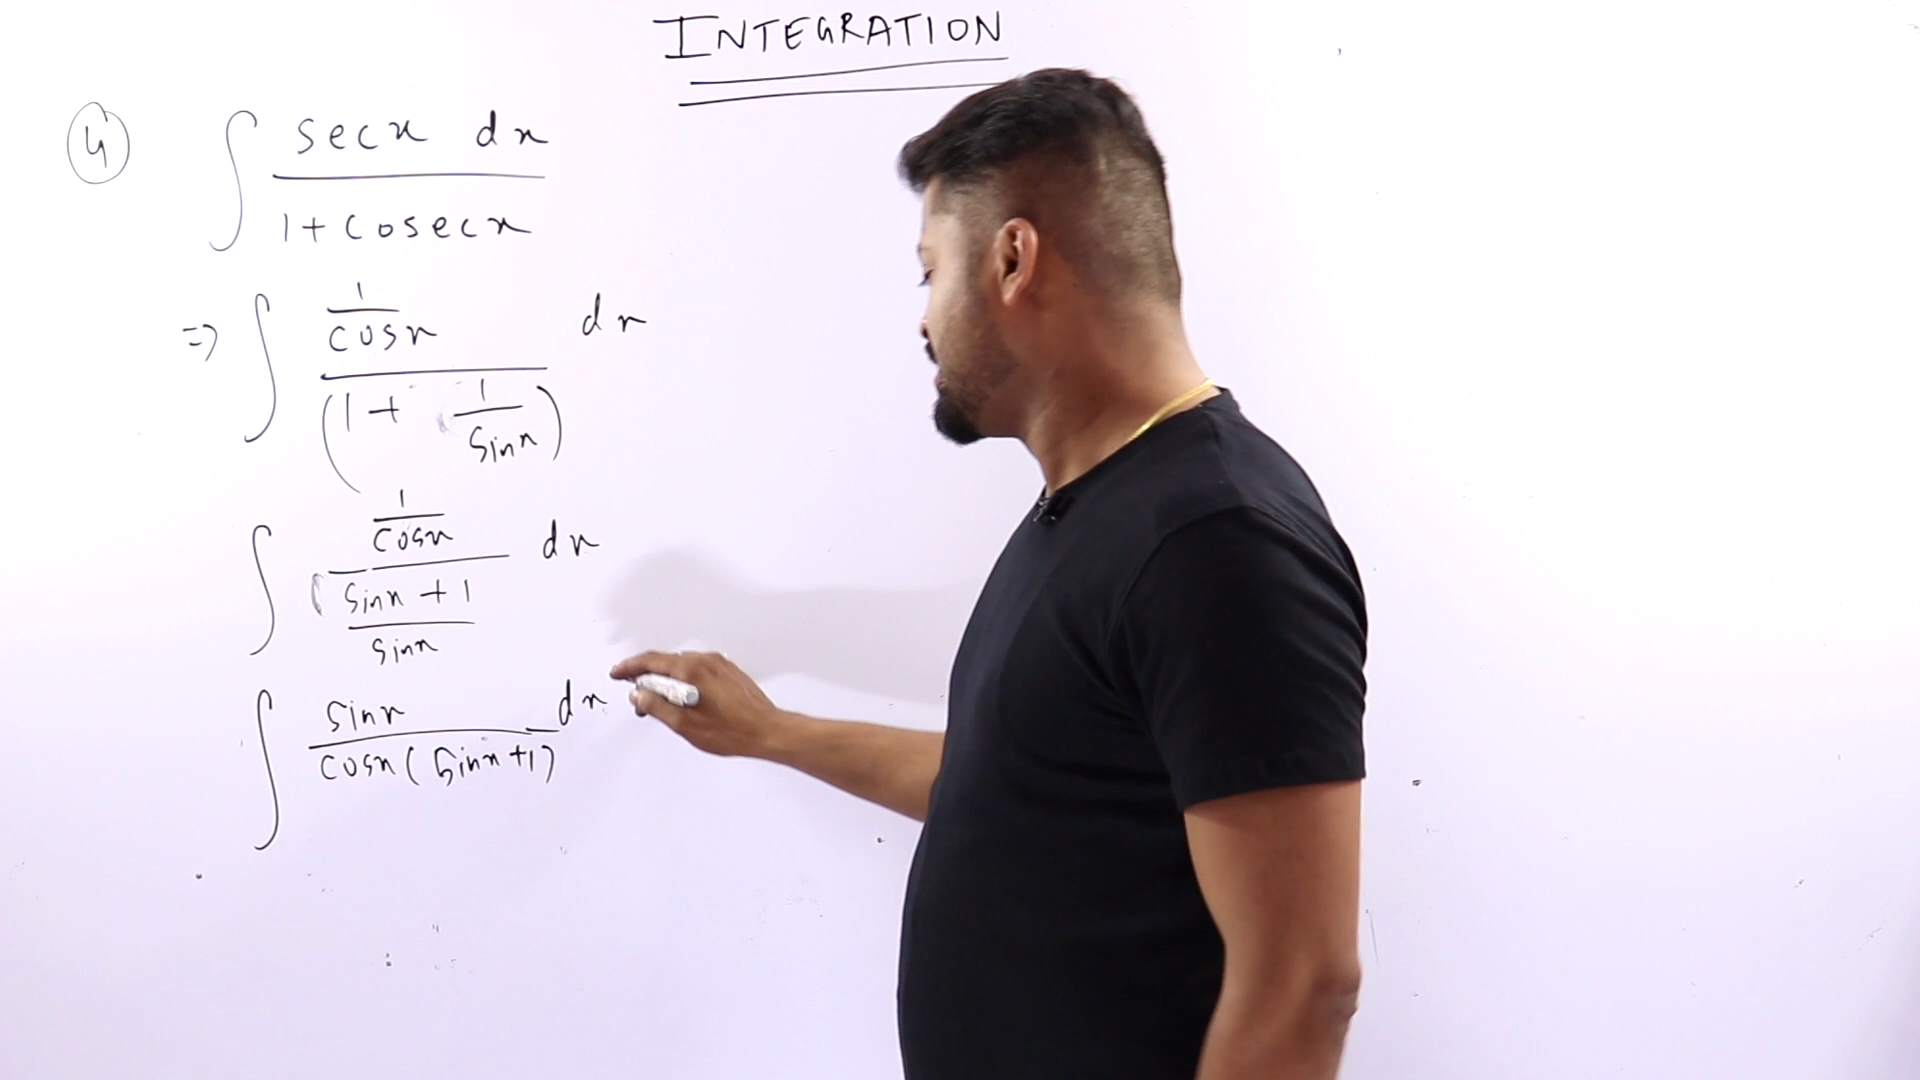 INTEGRATION
4 ∫ secx dx / 1+cosecx
=> ∫ (1/cosx) / (1 + 1/sinx) dx
∫ (1/cosx) / ((sinx+1)/sinx) dx
∫ sinx / cosx(sinx+1) dx